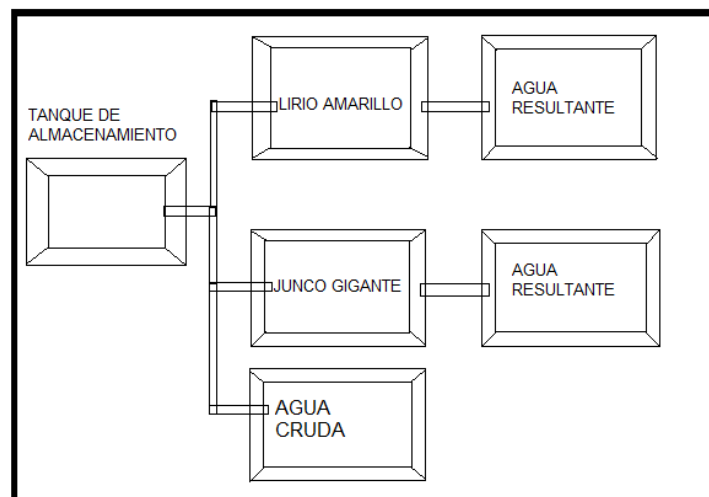 TANQUE DE
ALMACENAMIENTO
LIRIO AMARILLO
AGUA
RESULTANTE
JUNCO GIGANTE
AGUA
RESULTANTE
AGUA
CRUDA